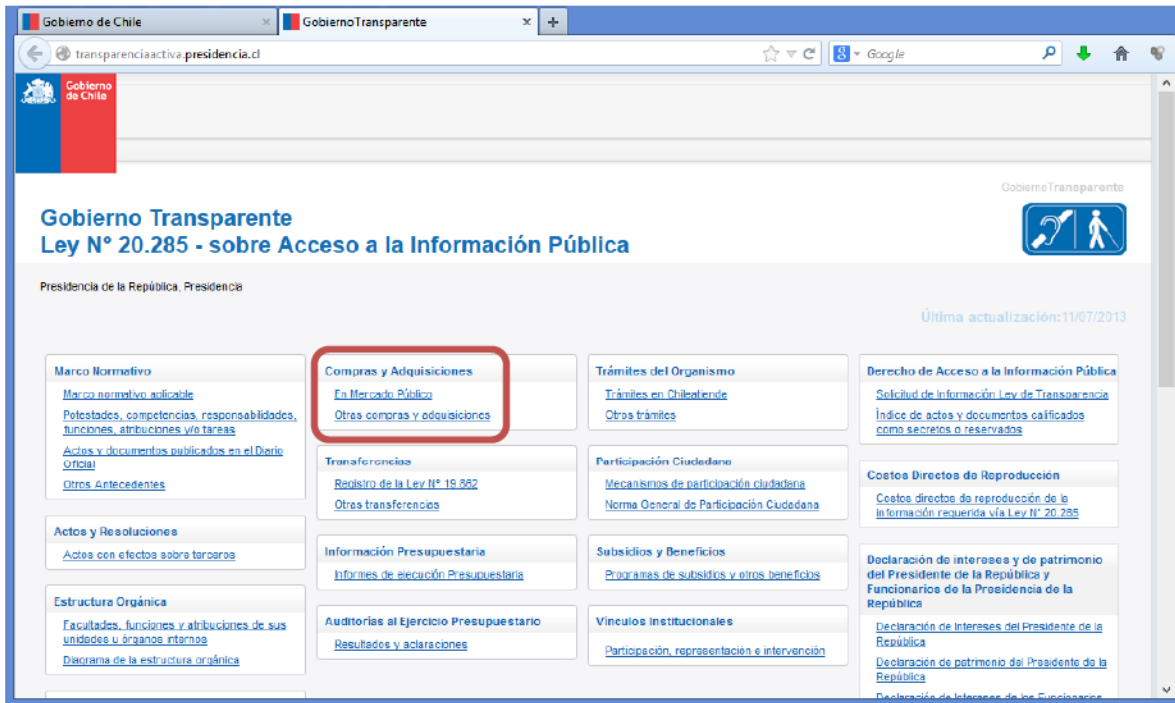 Gobierno de Chile
GobiernoTransparente
transparenciaactiva.presidencia.cl
Google
Gobierno
de Chile
GobiernoTransparente
Gobierno Transparente
Ley N° 20.285 - sobre Acceso a la Información Pública
Presidencia de la República, Presidencia
Última actualización:11/07/2013
Marco Normativo
Marco normativo aplicable
Potestades, competencias, responsabilidades,
funciones, atribuciones y/o tareas
Actos y documentos publicados en el Diario
Oficial
Otros Antecedentes
Actos y Resoluciones
Actos con efectos sobre terceros
Estructura Orgánica
Facultades, funciones y atribuciones de sus
unidades u órganos internos
Diagrama de la estructura orgánica
Compras y Adquisiciones
En Mercado Público
Otras compras y adquisiciones
Transferencias
Registro de la Ley N° 19.862
Otras transferencias
Información Presupuestaria
Informes de ejecución Presupuestaria
Auditorías al Ejercicio Presupuestario
Resultados y aclaraciones
Trámites del Organismo
Trámites en Chileatiende
Otros trámites
Participación Ciudadana
Mecanismos de participación ciudadana
Norma General de Participación Ciudadana
Subsidios y Beneficios
Programas de subsidios y otros beneficios
Vínculos Institucionales
Participación, representación e intervención
Derecho de Acceso a la Información Pública
Solicitud de Información Ley de Transparencia
Índice de actos y documentos calificados
como secretos o reservados
Costos Directos de Reproducción
Costos directos de reproducción de la
información requerida vía Ley N° 20.285
Declaración de intereses y de patrimonio
del Presidente de la República y
Funcionarios de la Presidencia de la
República
Declaración de Intereses del Presidente de la
República
Declaración de patrimonio del Presidente de la
República
Declaración de Intereses de los Funcionarios